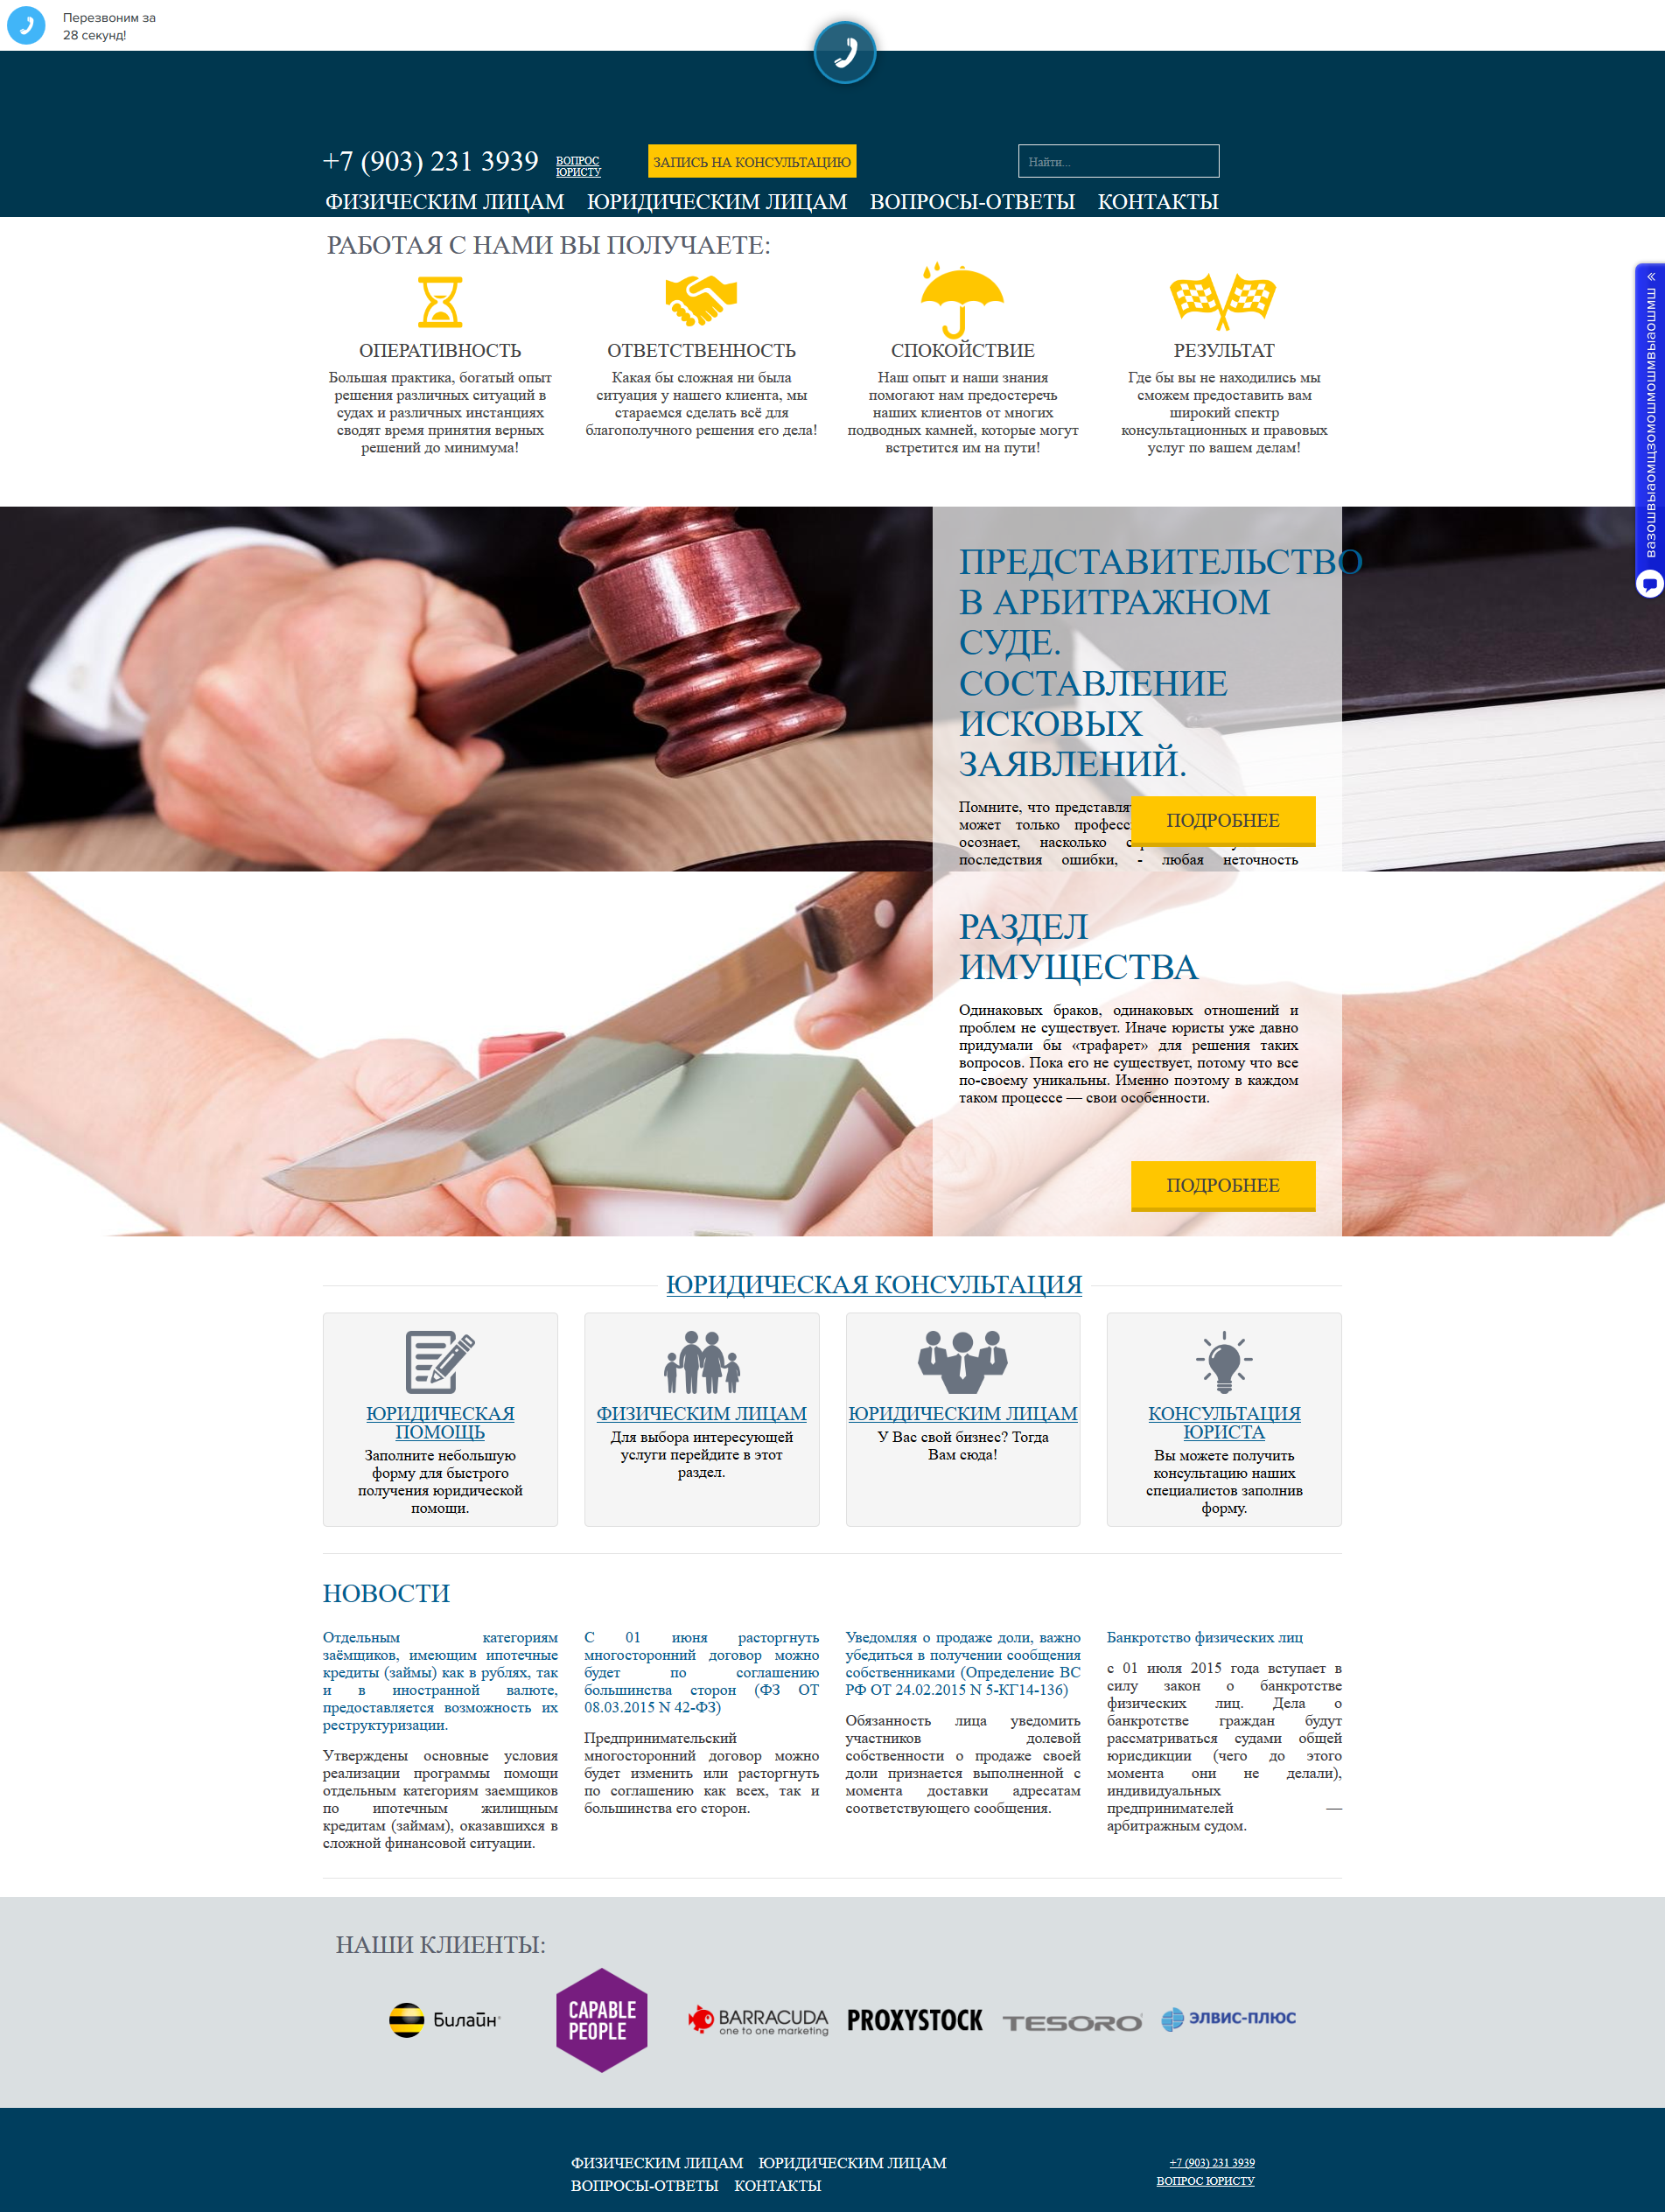 Перезвоним за
28 секунд!
+7 (903) 231 3939
ВОПРОС
ЮРИСТУ
ЗАПИСЬ НА КОНСУЛЬТАЦИЮ
Найти...
ФИЗИЧЕСКИМ ЛИЦАМ ЮРИДИЧЕСКИМ ЛИЦАМ ВОПРОСЫ-ОТВЕТЫ КОНТАКТЫ
РАБОТАЯ С НАМИ ВЫ ПОЛУЧАЕТЕ:
ОПЕРАТИВНОСТЬ
Большая практика, богатый опыт
решения различных ситуаций в
судах и различных инстанциях
сводят время принятия верных
решений до минимума!
ОТВЕТСТВЕННОСТЬ
Какая бы сложная ни была
ситуация у нашего клиента, мы
стараемся сделать всё для
благополучного решения его дела!
СПОКОЙСТВИЕ
Наш опыт и наши знания
помогают нам предостеречь
наших клиентов от многих
подводных камней, которые могут
встретится им на пути!
РЕЗУЛЬТАТ
Где бы вы не находились мы
сможем предоставить вам
широкий спектр
консультационных и правовых
услуг по вашем делам!
ПРЕДСТАВИТЕЛЬСТВО
В АРБИТРАЖНОМ
СУДЕ.
СОСТАВЛЕНИЕ
ИСКОВЫХ
ЗАЯВЛЕНИЙ.
Помните, что
может только
осознает, насколько
последствия ошибки, - любая неточность
ПОДРОБНЕЕ
РАЗДЕЛ
ИМУЩЕСТВА
Одинаковых браков, одинаковых отношений и
проблем не существует. Иначе юристы уже давно
придумали бы «трафарет» для решения таких
вопросов. Пока его не существует, потому что все
по-своему уникальны. Именно поэтому в каждом
таком процессе — свои особенности.
ПОДРОБНЕЕ
ЮРИДИЧЕСКАЯ КОНСУЛЬТАЦИЯ
ЮРИДИЧЕСКАЯ
ПОМОЩЬ
Заполните небольшую
форму для быстрого
получения юридической
помощи.
ФИЗИЧЕСКИМ ЛИЦАМ
Для выбора интересующей
услуги перейдите в этот
раздел.
ЮРИДИЧЕСКИМ ЛИЦАМ
У Вас свой бизнес? Тогда
Вам сюда!
КОНСУЛЬТАЦИЯ
ЮРИСТА
Вы можете получить
консультацию наших
специалистов заполнив
форму.
НОВОСТИ
Отдельным категориям
заёмщиков, имеющим ипотечные
кредиты (займы) как в рублях, так
и в иностранной валюте,
предоставляется возможность их
реструктуризации.
Утверждены основные условия
реализации программы помощи
отдельным категориям заемщиков
по ипотечным жилищным
кредитам (займам), оказавшихся в
сложной финансовой ситуации.
С 01 июня расторгнуть
многосторонний договор можно
будет по соглашению
большинства сторон (ФЗ ОТ
08.03.2015 N 42-ФЗ)
Предпринимательский
многосторонний договор можно
будет изменить или расторгнуть
по соглашению как всех, так и
большинства его сторон.
Уведомляя о продаже доли, важно
убедиться в получении сообщения
собственниками (Определение ВС
РФ ОТ 24.02.2015 N 5-КГ14-136)
Обязанность лица уведомить
участников долевой
собственности о продаже своей
доли признается выполненной с
момента доставки адресатам
соответствующего сообщения.
Банкротство физических лиц
с 01 июля 2015 года вступает в
силу закон о банкротстве
физических лиц. Дела о
банкротстве граждан будут
рассматриваться судами общей
юрисдикции (чего до этого
момента они не делали),
индивидуальных
предпринимателей —
арбитражным судом.
НАШИ КЛИЕНТЫ:
Билайн
CAPABLE
PEOPLE
BARRACUDA
one to one marketing
PROXYSTOCK
TESORO
ЭЛВИС-ПЛЮС
ФИЗИЧЕСКИМ ЛИЦАМ ЮРИДИЧЕСКИМ ЛИЦАМ
ВОПРОСЫ-ОТВЕТЫ КОНТАКТЫ
+7 (903) 231 3939
ВОПРОС ЮРИСТУ